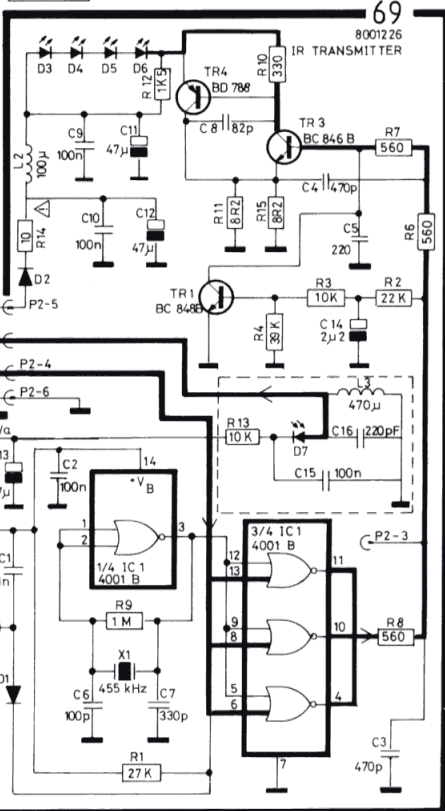 69
8001226
IR TRANSMITTER
D3 D4 D5 D6
R12
1K5
TR4
BD 788
R10
330
C8 82p
TR3
BC 846 B
R7
560
C9
100n
C11
47µ
L2
100µ
C4 470p
R11
8R2
R15
8R2
C5
220
R6
560
R14
10
C10
100n
C12
47µ
D2
P2-5
TR1
BC 848B
R3
10K
R2
22K
R4
39K
C14
2µ2
P2-4
P2-6
L3
470µ
R13
10K
D7
C16 220pF
C15 100n
C2
100n
14
+VB
1
2
3
1/4 IC1
4001 B
3/4 IC1
4001 B
P2-3
12
13
11
9
8
10
5
6
4
7
R8
560
R9
1M
X1
455 kHz
C6
100p
C7
330p
R1
27K
C3
470p